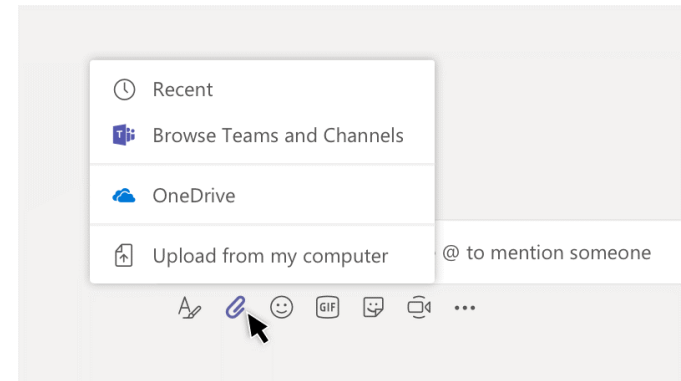 Recent
Browse Teams and Channels
OneDrive
Upload from my computer
@ to mention someone
GIF